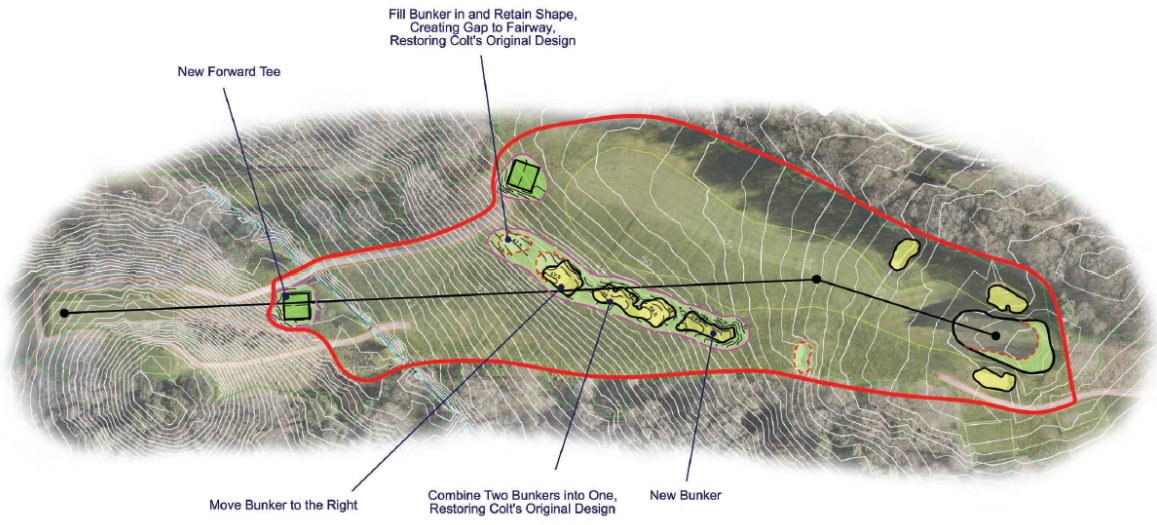 Fill Bunker in and Retain Shape,
Creating Gap to Fairway,
Restoring Colt's Original Design
New Forward Tee
Move Bunker to the Right
Combine Two Bunkers into One,
Restoring Colt's Original Design
New Bunker